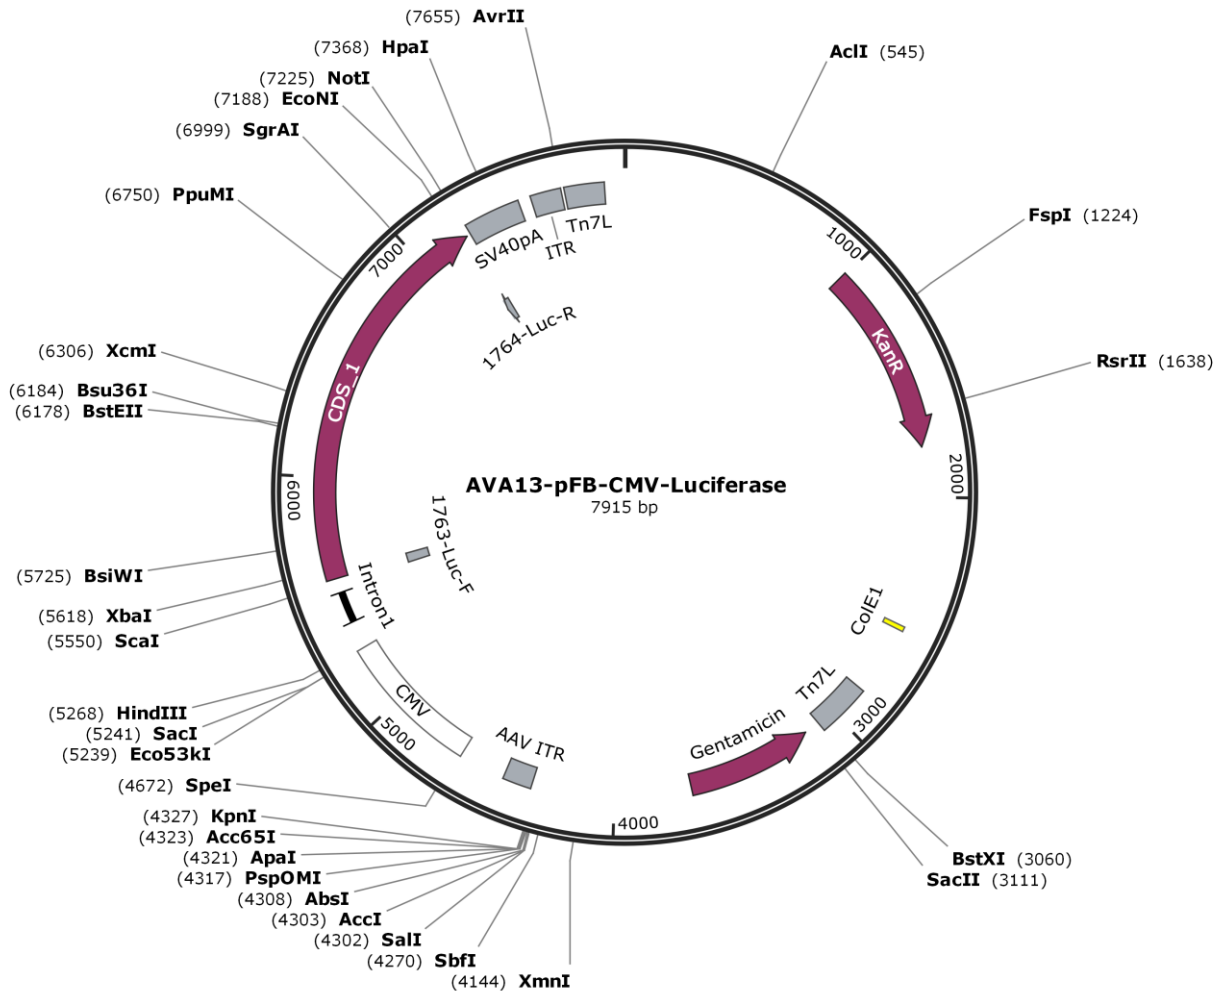 (7655) AvrII
(7368) HpaI
(7225) NotI
(7188) EcoNI
(6999) SgrAI
(6750) PpuMI
(6306) XcmI
(6184) Bsu36I
(6178) BstEII
(5725) BsiWI
(5618) XbaI
(5550) ScaI
(5268) HindIII
(5241) SacI
(5239) Eco53kI
(4672) SpeI
(4327) KpnI
(4323) Acc65I
(4321) ApaI
(4317) PspOMI
(4308) AbsI
(4303) AccI
(4302) SalI
(4270) SbfI
(4144) XmnI
AclI (545)
FspI (1224)
RsrII (1638)
BstXI (3060)
SacII (3111)
1000
2000
3000
4000
5000
6000
7000
SV40pA
ITR
Tn7L
1764-Luc-R
CDS_1
KanR
AVA13-pFB-CMV-Luciferase
7915 bp
1763-Luc-F
Intron1
CMV
AAV ITR
Gentamicin
Tn7L
ColE1